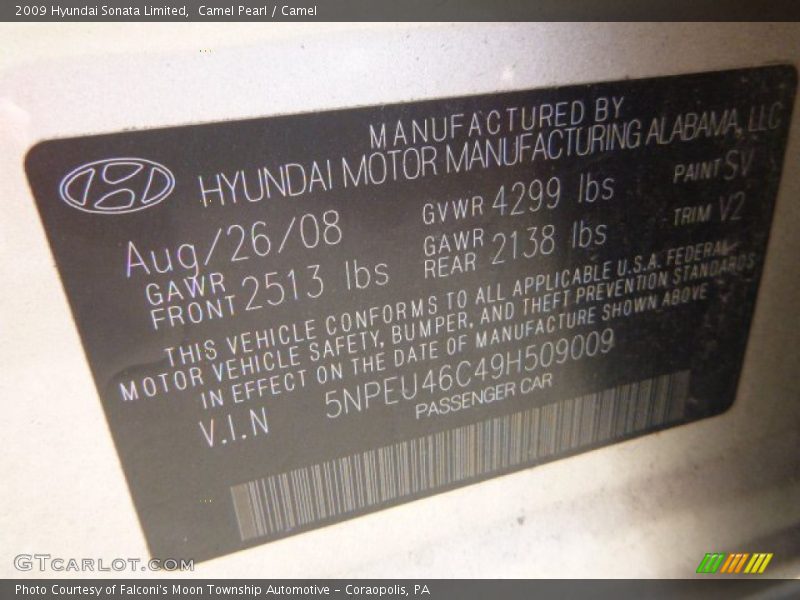 2009 Hyundai Sonata Limited,  Camel Pearl / Camel
MANUFACTURED BY
HYUNDAI MOTOR MANUFACTURING ALABAMA, LLC
Aug/26/08 GVWR 4299 lbs PAINT SV
GAWR FRONT 2513 lbs GAWR REAR 2138 lbs TRIM V2
THIS VEHICLE CONFORMS TO ALL APPLICABLE U.S.A. FEDERAL
MOTOR VEHICLE SAFETY, BUMPER, AND THEFT PREVENTION STANDARDS
IN EFFECT ON THE DATE OF MANUFACTURE SHOWN ABOVE
V.I.N 5NPEU46C49H509009
PASSENGER CAR
GTcarlot.com
Photo Courtesy of Falconi's Moon Township Automotive - Coraopolis, PA